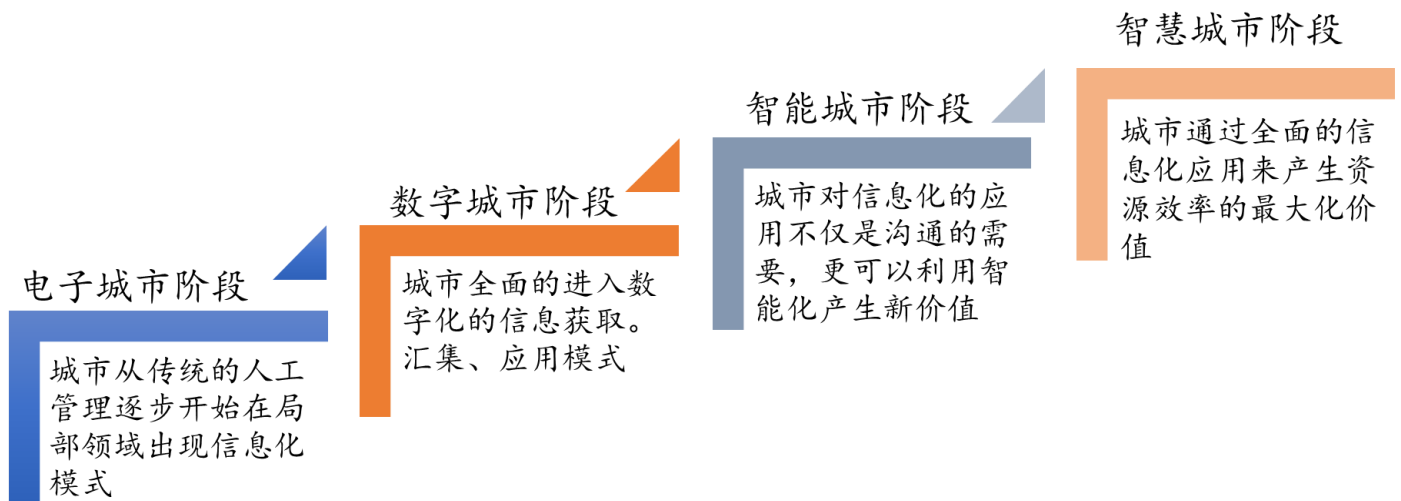 电子城市阶段
城市从传统的人工
管理逐步开始在局
部领域出现信息化
模式
数字城市阶段
城市全面的进入数
字化的信息获取。
汇集、应用模式
智能城市阶段
城市对信息化的应
用不仅是沟通的需
要，更可以利用智
能化产生新价值
智慧城市阶段
城市通过全面的信
息化应用来产生资
源效率的最大化价
值